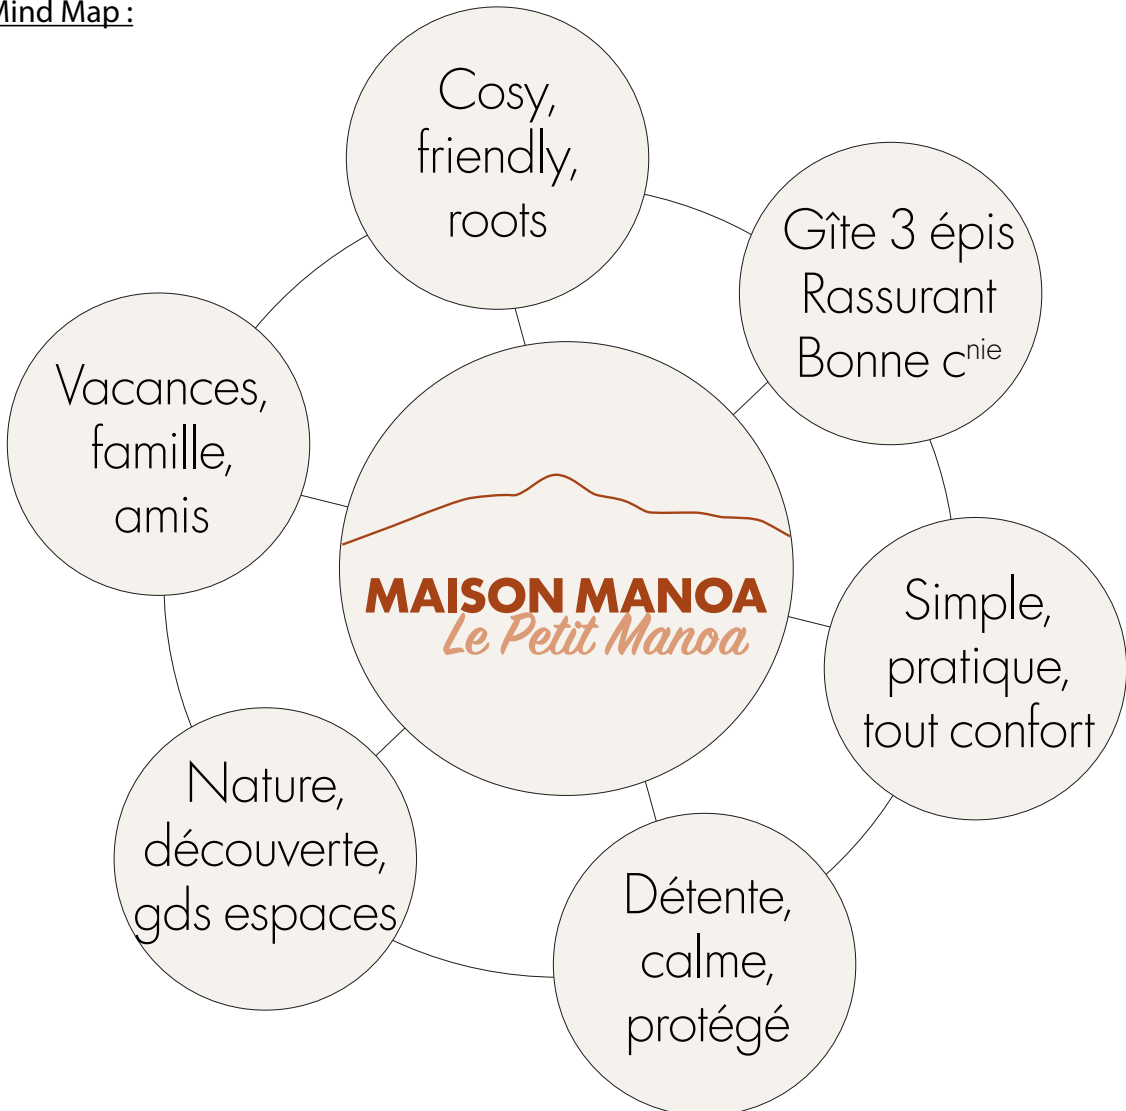 Mind Map :
Cosy,
friendly,
roots
Gîte 3 épis
Rassurant
Bonne cnie
Vacances,
famille,
amis
MAISON MANOA
Le Petit Manoa
Simple,
pratique,
tout confort
Nature,
découverte,
gds espaces
Détente,
calme,
protégé